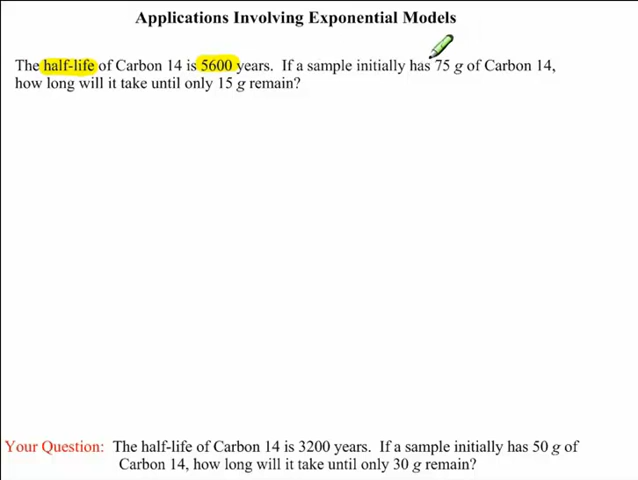 Applications Involving Exponential Models
The half-life of Carbon 14 is 5600 years. If a sample initially has 75 g of Carbon 14,
how long will it take until only 15 g remain?
Your Question: The half-life of Carbon 14 is 3200 years. If a sample initially has 50 g of
Carbon 14, how long will it take until only 30 g remain?